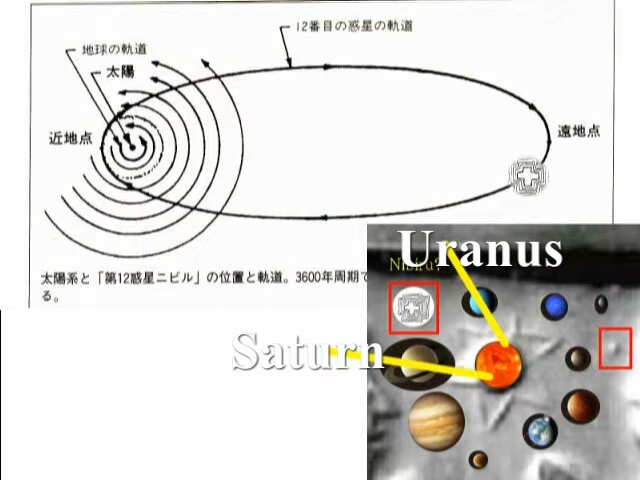 12番目の惑星の軌道
地球の軌道
太陽
近地点
遠地点
太陽系と「第12惑星ニビル」の位置と軌道。3600年周期で
る。
Uranus
Nibiru?
Saturn